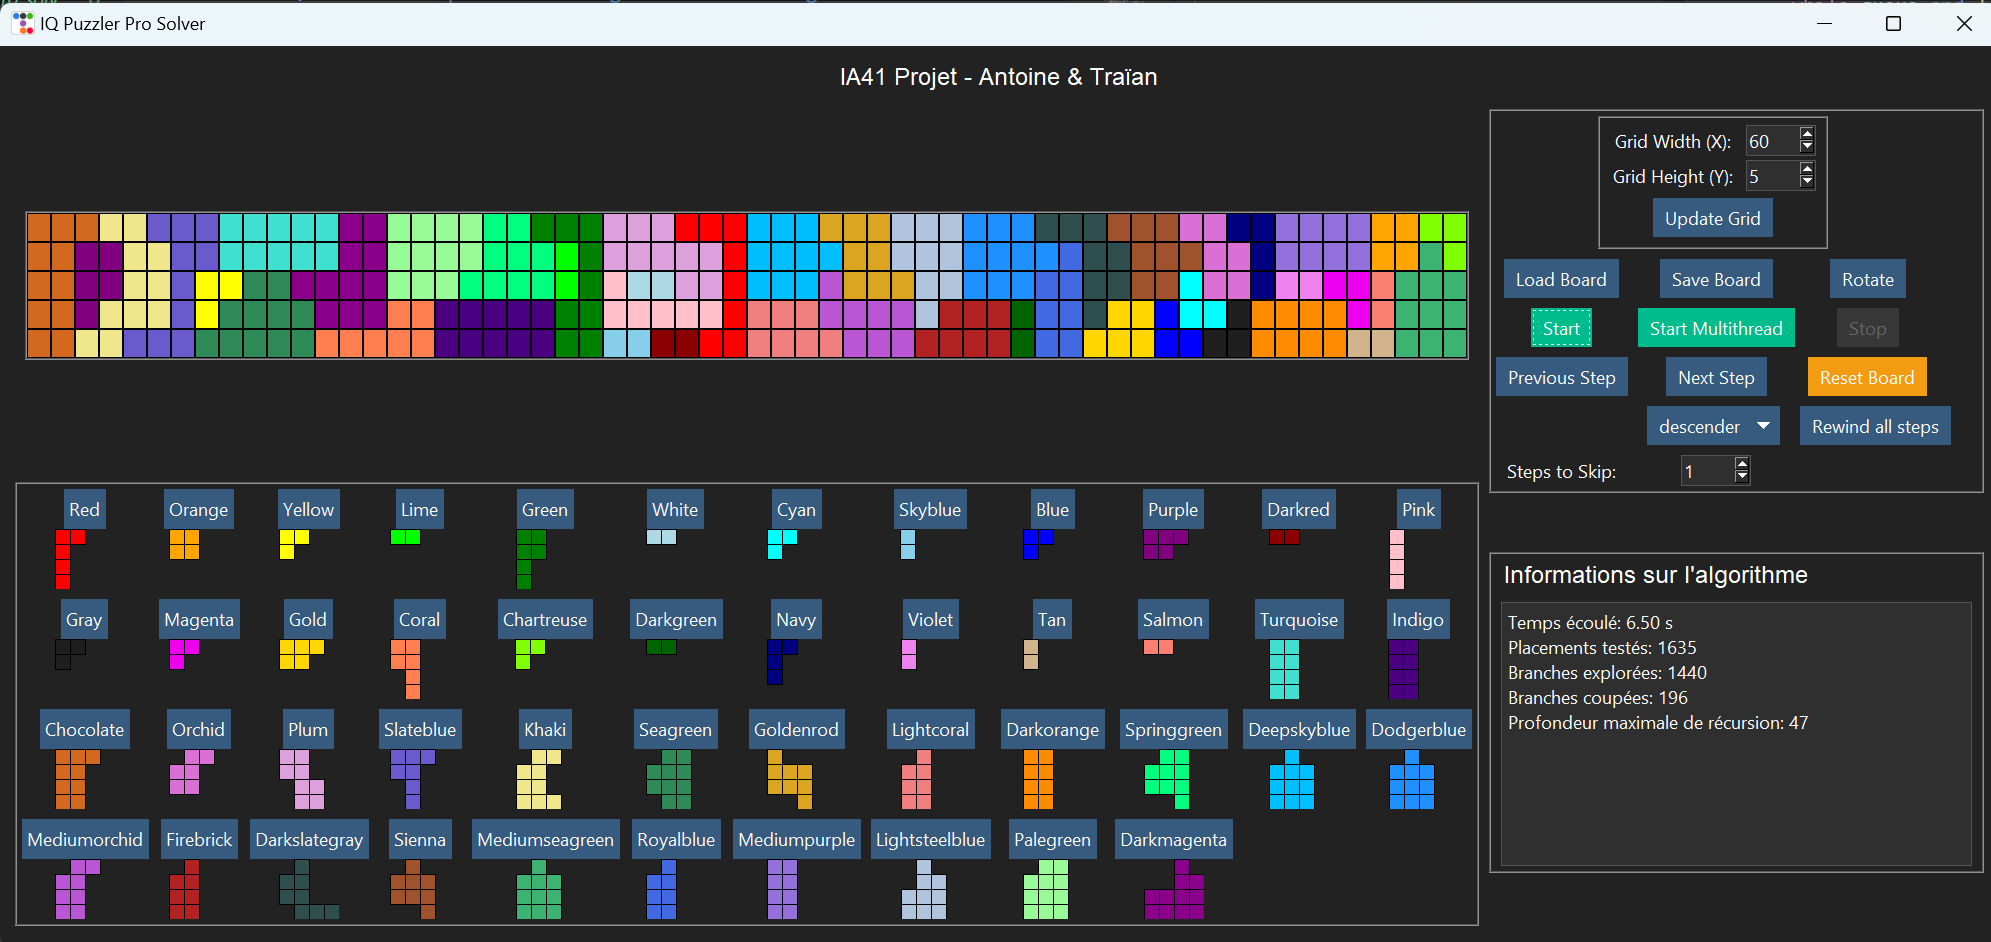 IQ Puzzler Pro Solver
IA41 Projet - Antoine & Traïan
Grid Width (X): 60
Grid Height (Y): 5
Update Grid
Load Board Save Board Rotate
Start Start Multithread Stop
Previous Step Next Step Reset Board
descender Rewind all steps
Steps to Skip: 1
Red Orange Yellow Lime Green White Cyan Skyblue Blue Purple Darkred Pink
Gray Magenta Gold Coral Chartreuse Darkgreen Navy Violet Tan Salmon Turquoise Indigo
Chocolate Orchid Plum Slateblue Khaki Seagreen Goldenrod Lightcoral Darkorange Springgreen Deepskyblue Dodgerblue
Mediumorchid Firebrick Darkslategray Sienna Mediumseagreen Royalblue Mediumpurple Lightsteelblue Palegreen Darkmagenta
Informations sur l'algorithme
Temps écoulé: 6.50 s
Placements testés: 1635
Branches explorées: 1440
Branches coupées: 196
Profondeur maximale de récursion: 47